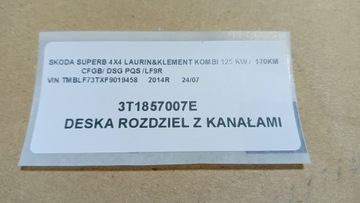 SKODA SUPERB 4X4 LAURIN&KLEMENT KOMBI 125 KW / 170KM
CFGB/ DSG PQS /LF9R
VIN TMBLF73TXF9019458 2014R 24/07
3T1857007E
DESKA ROZDZIEL Z KANAŁAMI